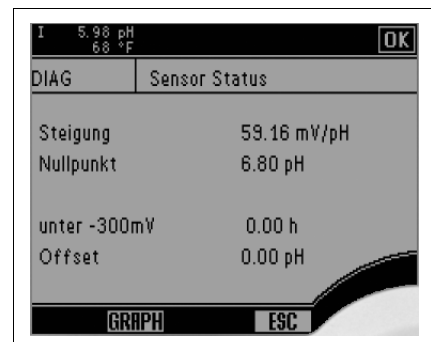 I 5.98 pH
68 °F
OK
DIAG Sensor Status
Steigung 59.16 mV/pH
Nullpunkt 6.80 pH
unter -300mV 0.00 h
Offset 0.00 pH
GRAPH ESC